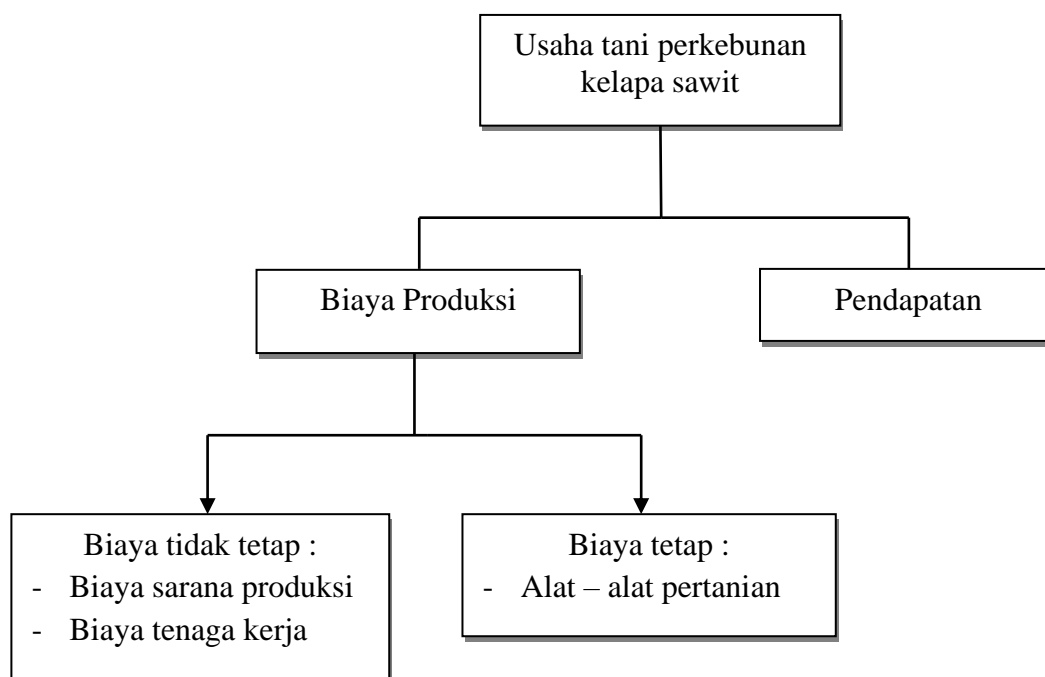 Usaha tani perkebunan
kelapa sawit
Biaya Produksi
Pendapatan
Biaya tidak tetap :
- Biaya sarana produksi
- Biaya tenaga kerja
Biaya tetap :
- Alat – alat pertanian